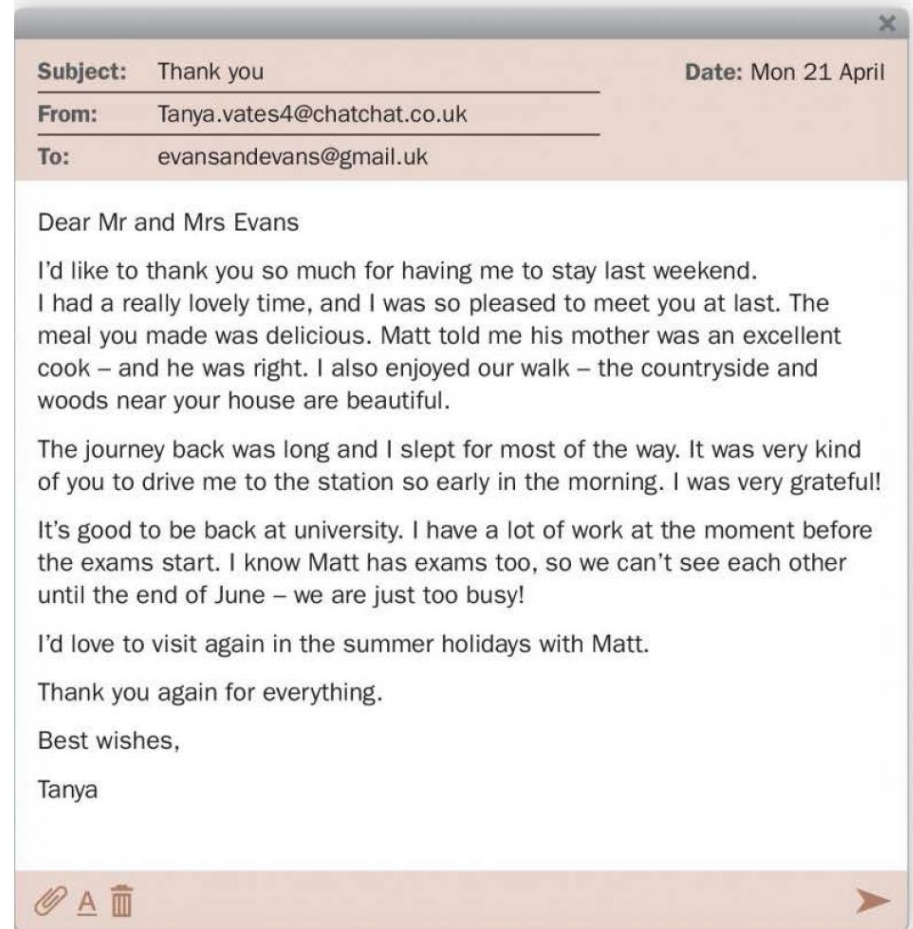 Subject: Thank you
Date: Mon 21 April
From: Tanya.vates4@chatchat.co.uk
To: evansandevans@gmail.uk
Dear Mr and Mrs Evans
I'd like to thank you so much for having me to stay last weekend.
I had a really lovely time, and I was so pleased to meet you at last. The
meal you made was delicious. Matt told me his mother was an excellent
cook – and he was right. I also enjoyed our walk – the countryside and
woods near your house are beautiful.
The journey back was long and I slept for most of the way. It was very kind
of you to drive me to the station so early in the morning. I was very grateful!
It's good to be back at university. I have a lot of work at the moment before
the exams start. I know Matt has exams too, so we can't see each other
until the end of June – we are just too busy!
I'd love to visit again in the summer holidays with Matt.
Thank you again for everything.
Best wishes,
Tanya
A